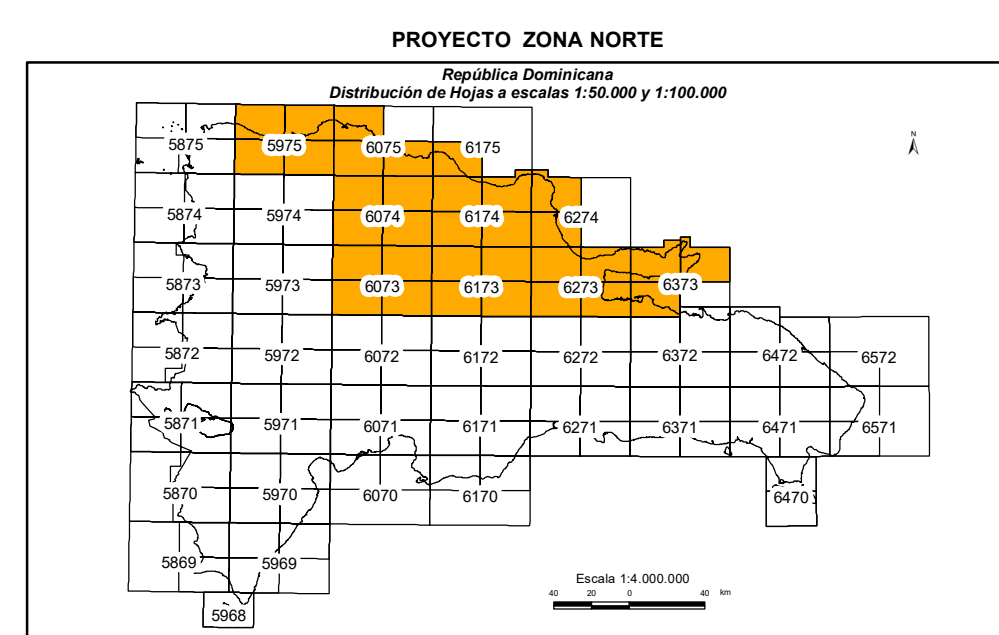 PROYECTO ZONA NORTE
República Dominicana
Distribución de Hojas a escalas 1:50.000 y 1:100.000
N
5875 5975 6075 6175
5874 5974 6074 6174 6274
5873 5973 6073 6173 6273 6373
5872 5972 6072 6172 6272 6372 6472 6572
5871 5971 6071 6171 6271 6371 6471 6571
5870 5970 6070 6170 6470
5869 5969
5968
Escala 1:4.000.000
40 20 0 40 km